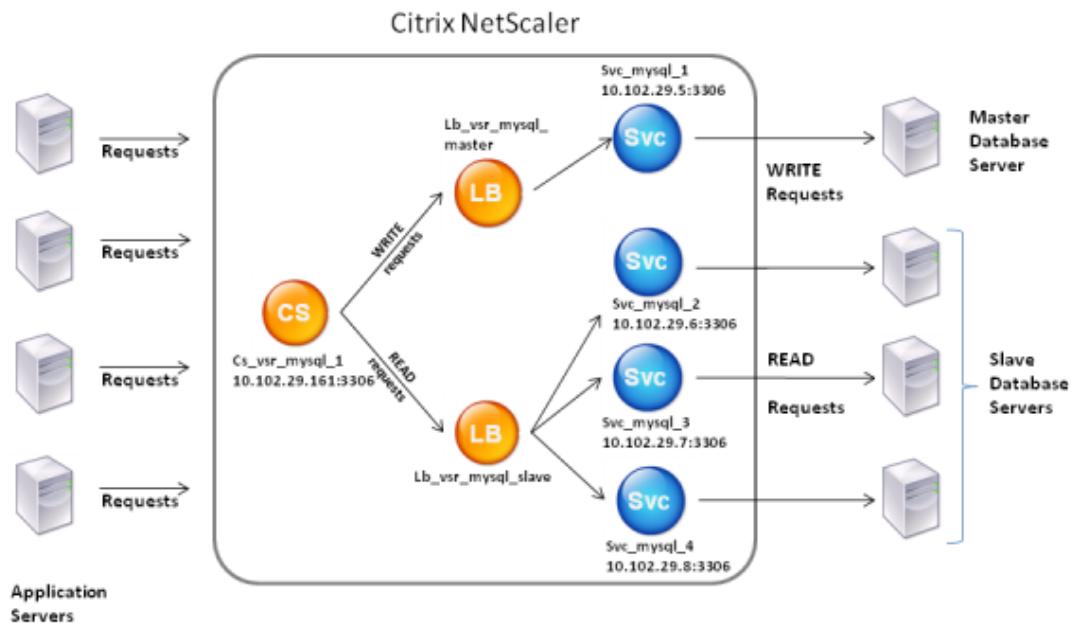 Citrix NetScaler
Requests
Requests
Requests
Requests
Application
Servers
CS
Cs_vsr_mysql_1
10.102.29.161:3306
WRITE
requests
READ
requests
Lb_vsr_mysql_
master
LB
LB
Lb_vsr_mysql_slave
Svc_mysql_1
10.102.29.5:3306
Svc
Svc
Svc_mysql_2
10.102.29.6:3306
Svc
Svc_mysql_3
10.102.29.7:3306
Svc
Svc_mysql_4
10.102.29.8:3306
WRITE
Requests
READ
Requests
Master
Database
Server
Slave
Database
Servers